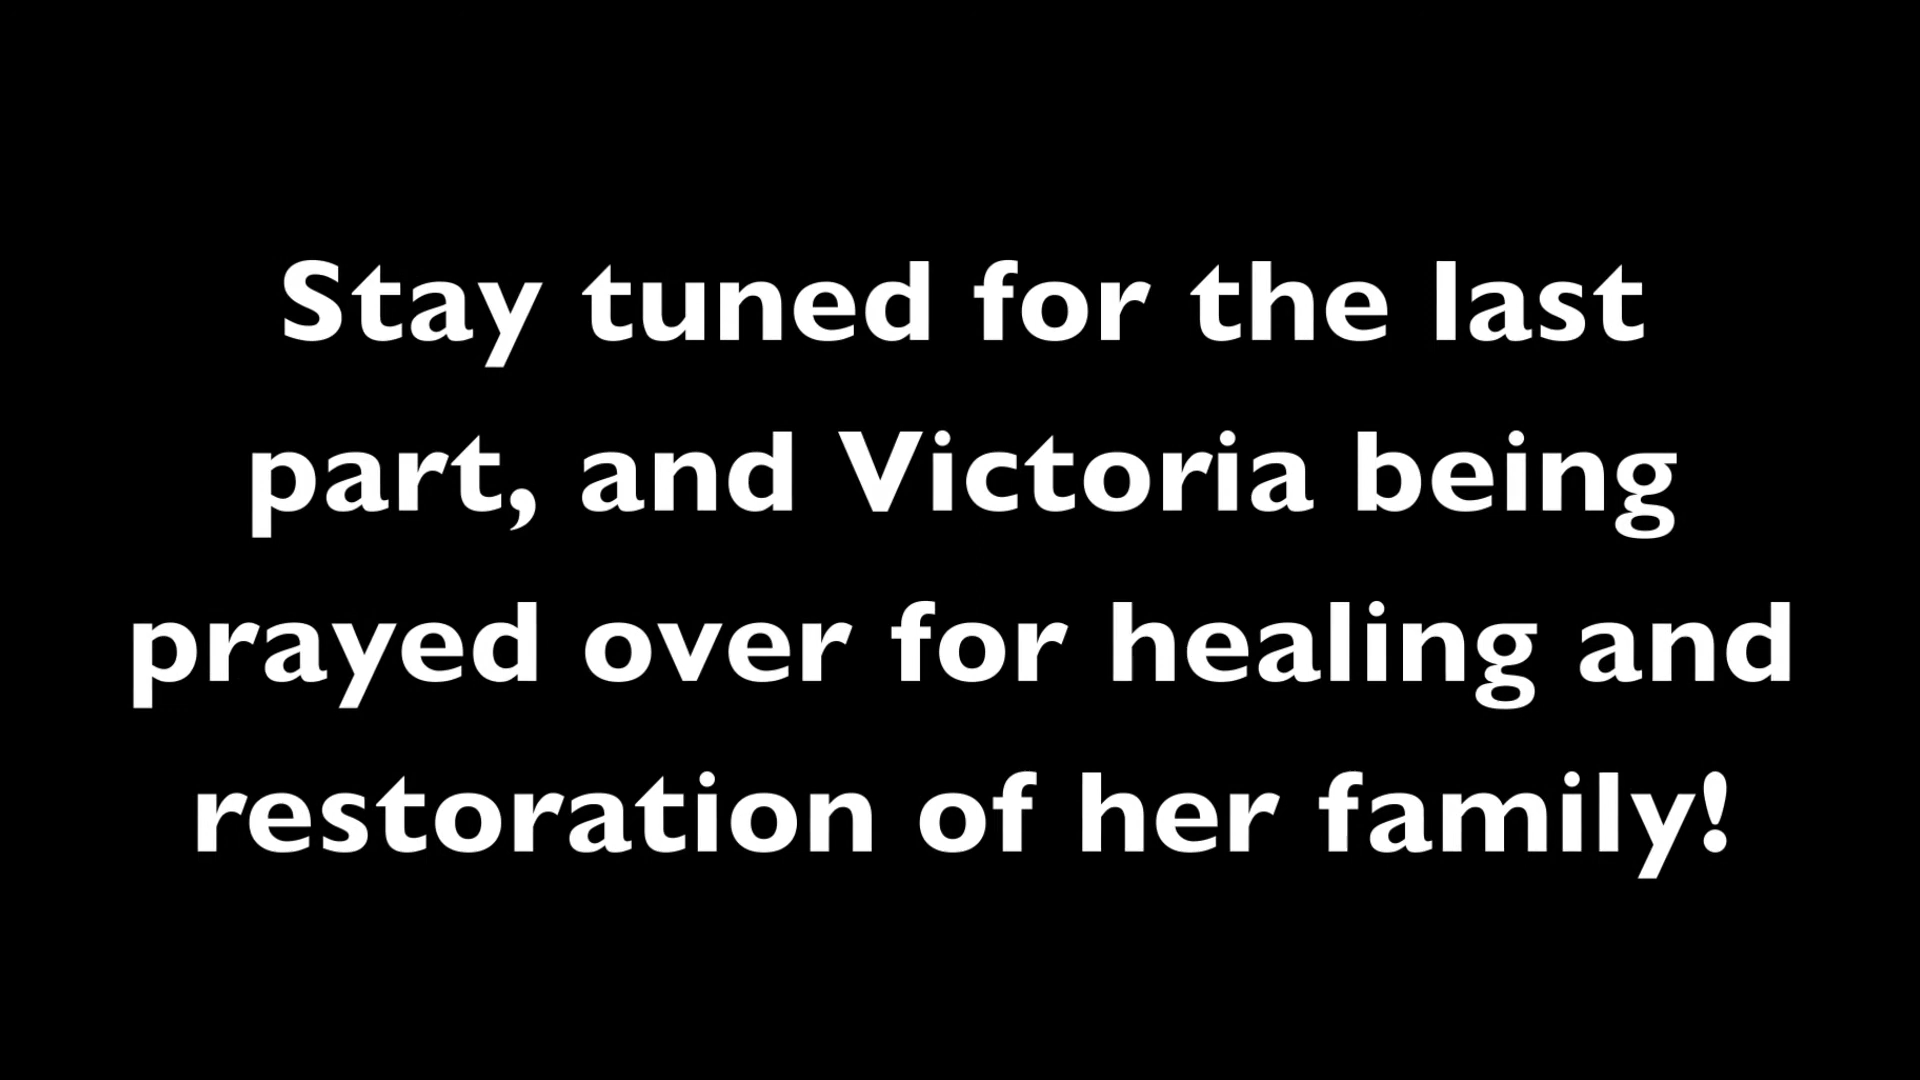 Stay tuned for the last
part, and Victoria being
prayed over for healing and
restoration of her family!